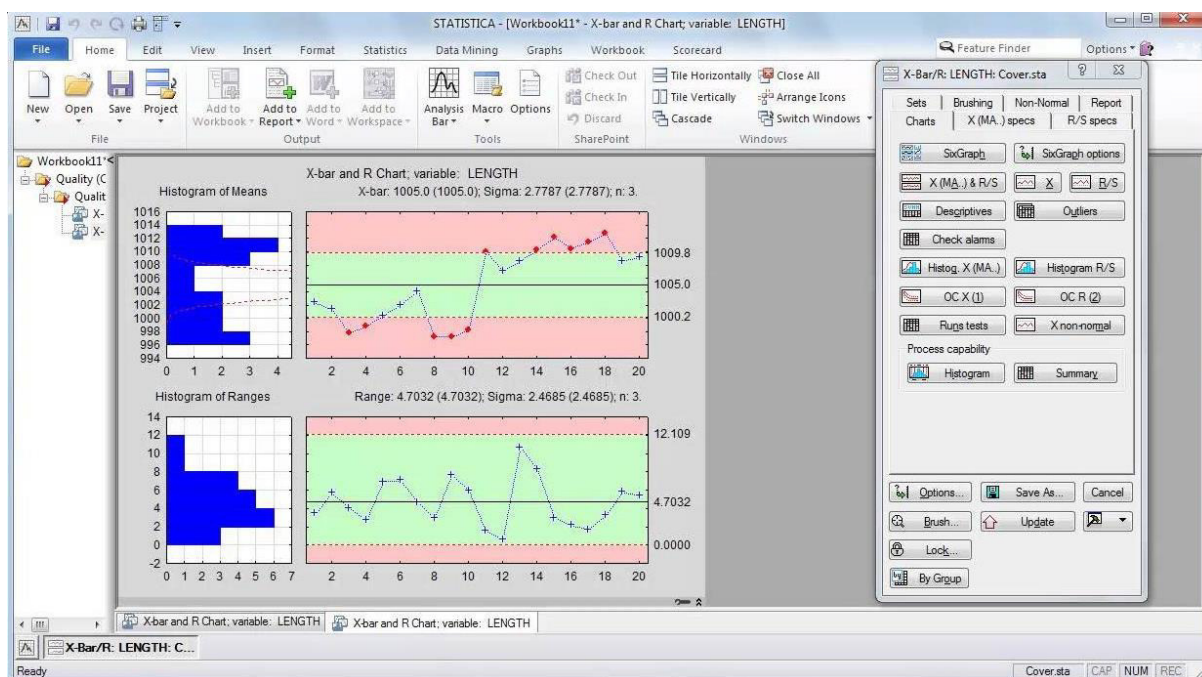 STATISTICA - [Workbook11* - X-bar and R Chart; variable: LENGTH]
File Home Edit View Insert Format Statistics Data Mining Graphs Workbook Scorecard Feature Finder Options
New Open Save Project
File
Add to Workbook Add to Report Add to Word Add to Workspace
Output
Analysis Bar Macro Options
Tools
Check Out
Check In
Discard
SharePoint
Tile Horizontally Close All
Tile Vertically Arrange Icons
Cascade Switch Windows
Windows
Workbook11*<
Quality (C
Qualit
X-
X-
X-bar and R Chart; variable: LENGTH
Histogram of Means
X-bar: 1005.0 (1005.0); Sigma: 2.7787 (2.7787); n: 3.
1016
1014
1012
1010
1008
1006
1004
1002
1000
998
996
994
0 1 2 3 4
1009.8
1005.0
1000.2
2 4 6 8 10 12 14 16 18 20
Histogram of Ranges
Range: 4.7032 (4.7032); Sigma: 2.4685 (2.4685); n: 3.
14
12
10
8
6
4
2
0
-2
0 1 2 3 4 5 6 7
12.109
4.7032
0.0000
2 4 6 8 10 12 14 16 18 20
X-bar and R Chart; variable: LENGTH X-bar and R Chart; variable: LENGTH
X-Bar/R: LENGTH: C...
Ready
Cover.sta CAP NUM REC
X-Bar/R: LENGTH: Cover.sta
Sets Brushing Non-Normal Report
Charts X (MA..) specs R/S specs
SixGraph SixGraph options
X (MA..) & R/S X R/S
Descriptives Outliers
Check alarms
Histog. X (MA..) Histogram R/S
OC X (1) OC R (2)
Runs tests X non-normal
Process capability
Histogram Summary
Options... Save As... Cancel
Brush... Update
Lock...
By Group